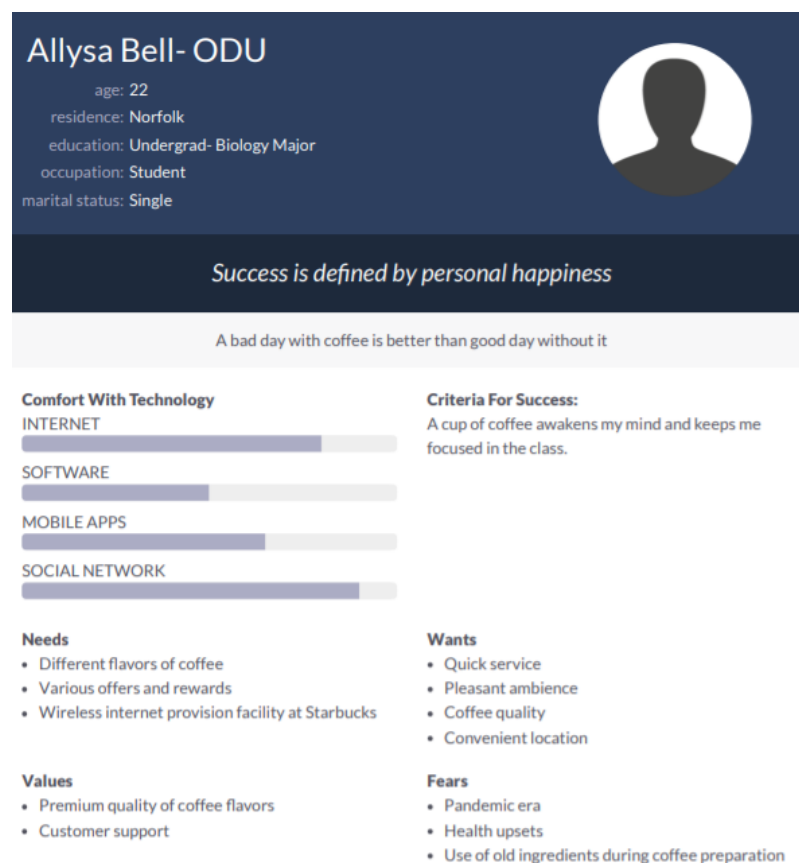 Allysa Bell- ODU
age: 22
residence: Norfolk
education: Undergrad- Biology Major
occupation: Student
marital status: Single
Success is defined by personal happiness
A bad day with coffee is better than good day without it
Comfort With Technology
INTERNET
SOFTWARE
MOBILE APPS
SOCIAL NETWORK
Criteria For Success:
A cup of coffee awakens my mind and keeps me
focused in the class.
Needs
• Different flavors of coffee
• Various offers and rewards
• Wireless internet provision facility at Starbucks
Wants
• Quick service
• Pleasant ambience
• Coffee quality
• Convenient location
Values
• Premium quality of coffee flavors
• Customer support
Fears
• Pandemic era
• Health upsets
• Use of old ingredients during coffee preparation